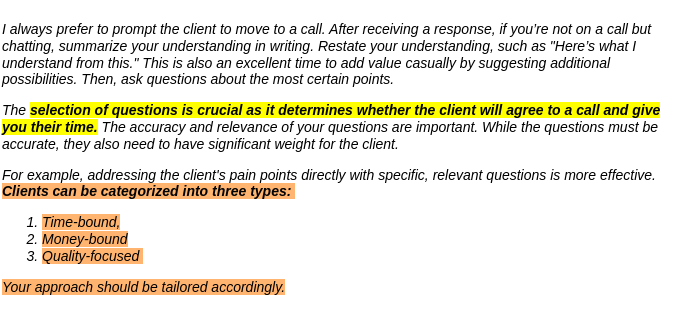 I always prefer to prompt the client to move to a call. After receiving a response, if you're not on a call but
chatting, summarize your understanding in writing. Restate your understanding, such as "Here's what I
understand from this." This is also an excellent time to add value casually by suggesting additional
possibilities. Then, ask questions about the most certain points.
The selection of questions is crucial as it determines whether the client will agree to a call and give
you their time. The accuracy and relevance of your questions are important. While the questions must be
accurate, they also need to have significant weight for the client.
For example, addressing the client's pain points directly with specific, relevant questions is more effective.
Clients can be categorized into three types:
1. Time-bound,
2. Money-bound
3. Quality-focused
Your approach should be tailored accordingly.